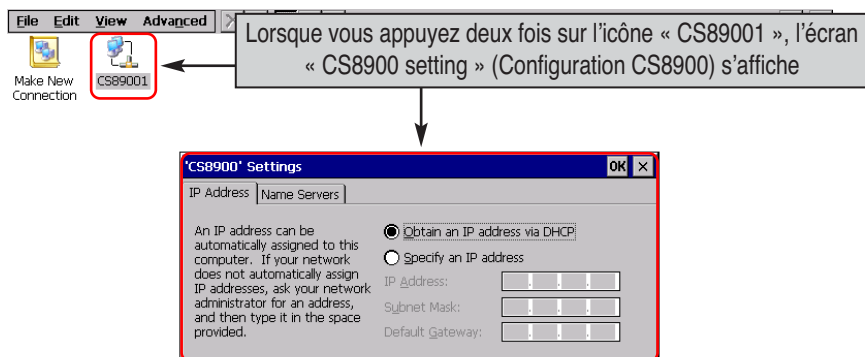 File Edit View Advanced
Lorsque vous appuyez deux fois sur l'icône « CS89001 », l'écran
« CS8900 setting » (Configuration CS8900) s'affiche
Make New
Connection
CS89001
'CS8900' Settings
OK ×
IP Address
Name Servers
An IP address can be
automatically assigned to this
computer. If your network
does not automatically assign
IP addresses, ask your network
administrator for an address,
and then type it in the space
provided.
Obtain an IP address via DHCP
Specify an IP address
IP Address:
Subnet Mask:
Default Gateway: